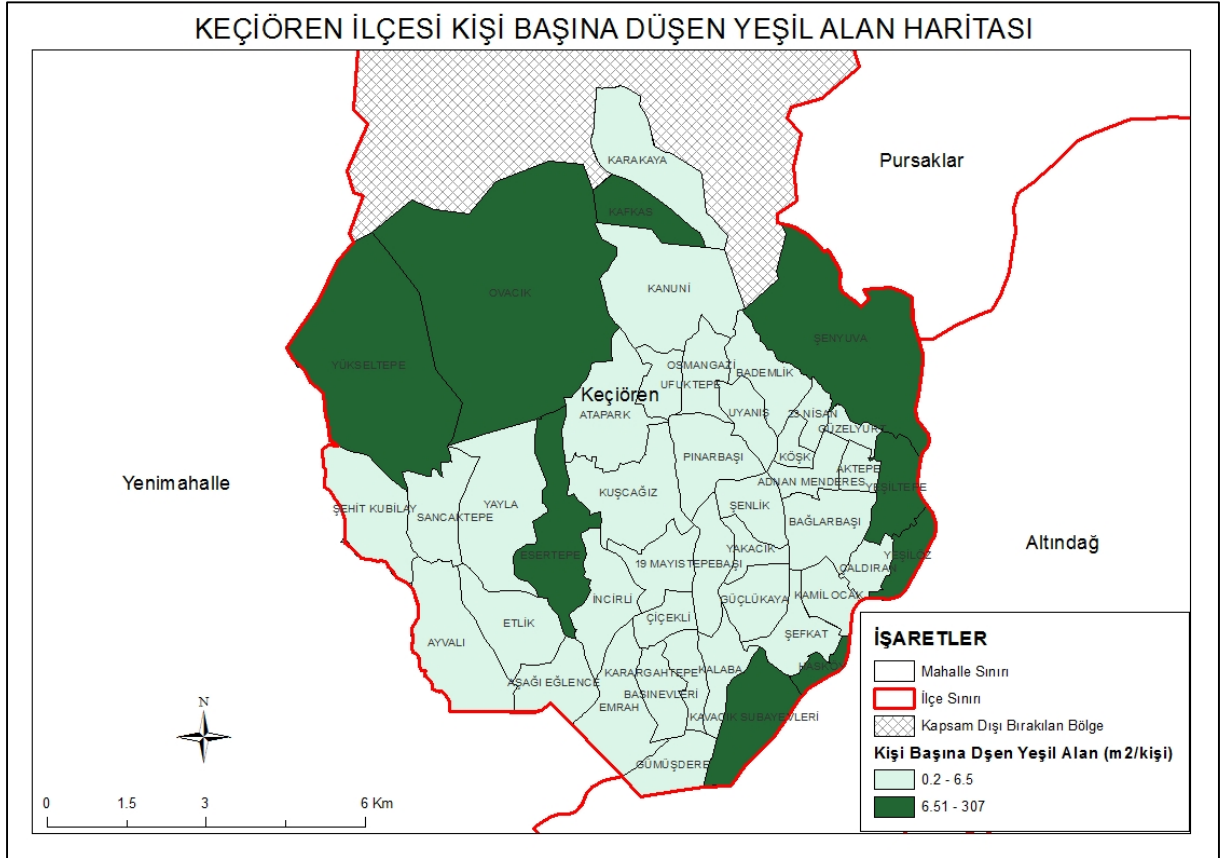 KEÇİÖREN İLÇESİ KİŞİ BAŞINA DÜŞEN YEŞİL ALAN HARİTASI
KARAKAYA
Pursaklar
KAFKAS
OVACIK
KANUNİ
ŞENYUVA
YÜKSELTEPE
OSMANGAZİ
BADEMLİK
UFUKTEPE
Keçiören
ATAPARK
UYANIŞ
23 NİSAN
GÜZELYURT
PINARBAŞI
KÖŞK
AKTEPE
Yenimahalle
ADNAN MENDERES
YEŞİLTEPE
KUŞCAĞIZ
YAYLA
ŞEHİT KUBİLAY
SANCAKTEPE
ŞENLİK
BAĞLARBAŞI
Altındağ
ESERTEPE
YAKACIK
YEŞİLÖZ
19 MAYIS
TEPEBAŞI
ÇALDIRAN
İNCİRLİ
GÜÇLÜKAYA
KAMİL OCAK
ÇİÇEKLİ
ETLİK
ŞEFKAT
AYVALI
KARARGAHTEPE
KALABA
HASKÖY
AŞAĞI EĞLENCE
BASINEVLERİ
EMRAH
KAVACIK SUBAYEVLERİ
GÜMÜŞDERE
N
0 1.5 3 6 Km
İŞARETLER
Mahalle Sınırı
İlçe Sınırı
Kapsam Dışı Bırakılan Bölge
Kişi Başına Dşen Yeşil Alan (m2/kişi)
0.2 - 6.5
6.51 - 307